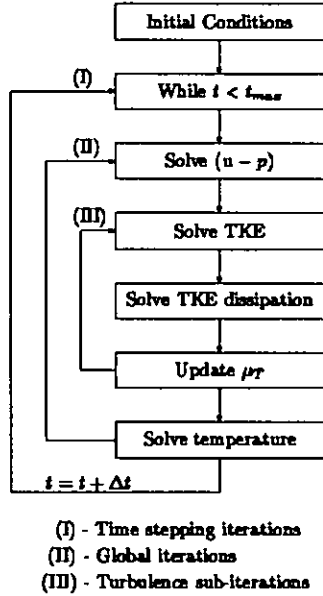 Initial Conditions
(I)
While t < t_max
(II)
Solve (u − p)
(III)
Solve TKE
Solve TKE dissipation
Update μ_T
Solve temperature
t = t + Δt
(I) - Time stepping iterations
(II) - Global iterations
(III) - Turbulence sub-iterations